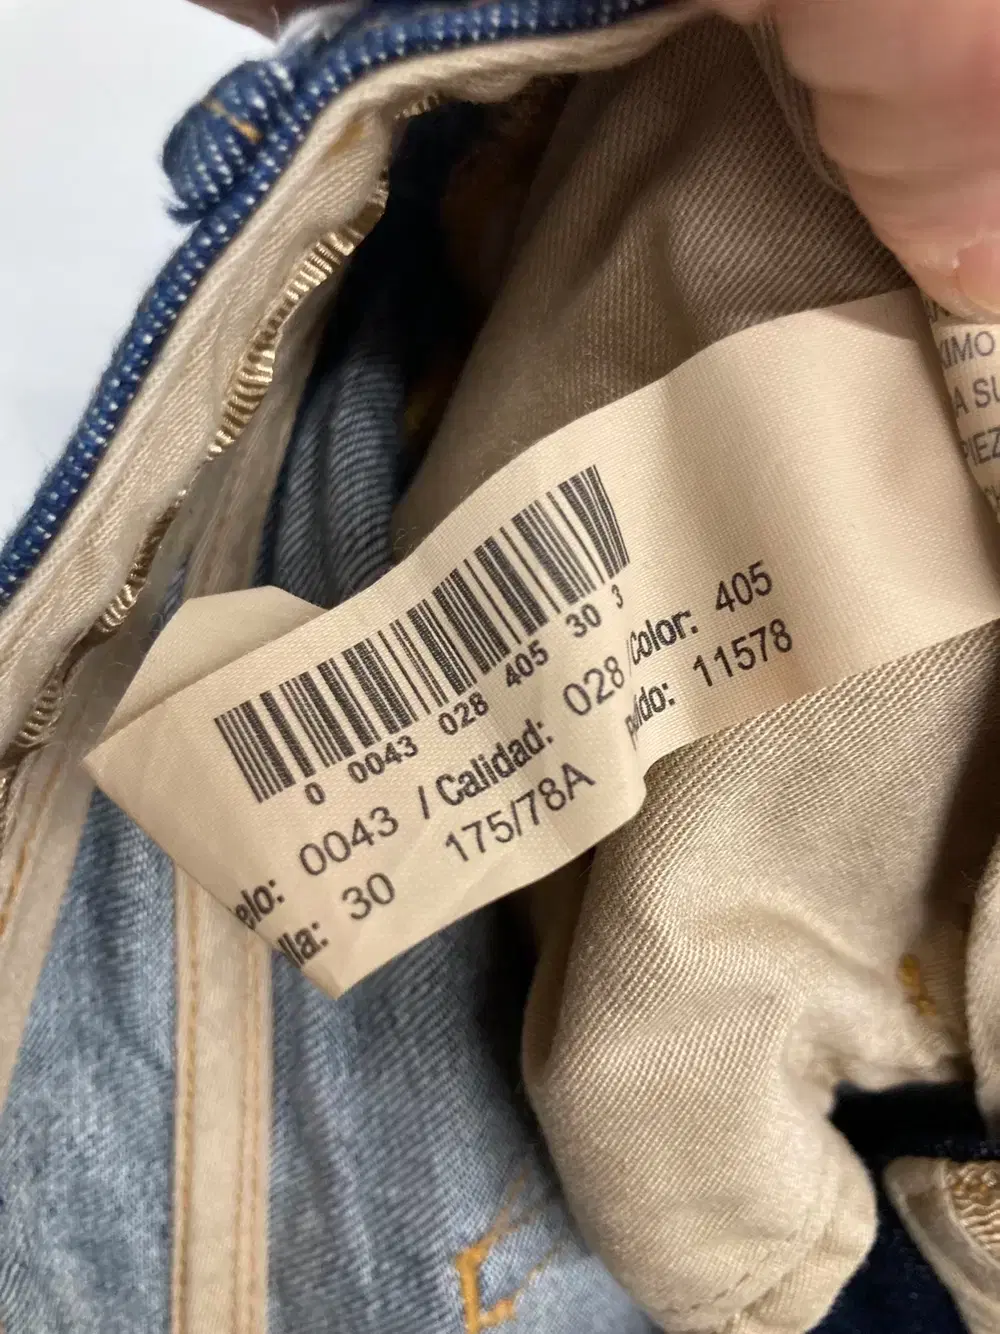 0 0043 028 405 30 3
elo: 0043 / Calidad: 028 /Color: 405
lla: 30 175/78A dido: 11578
XIMO
A SU
PIEZ